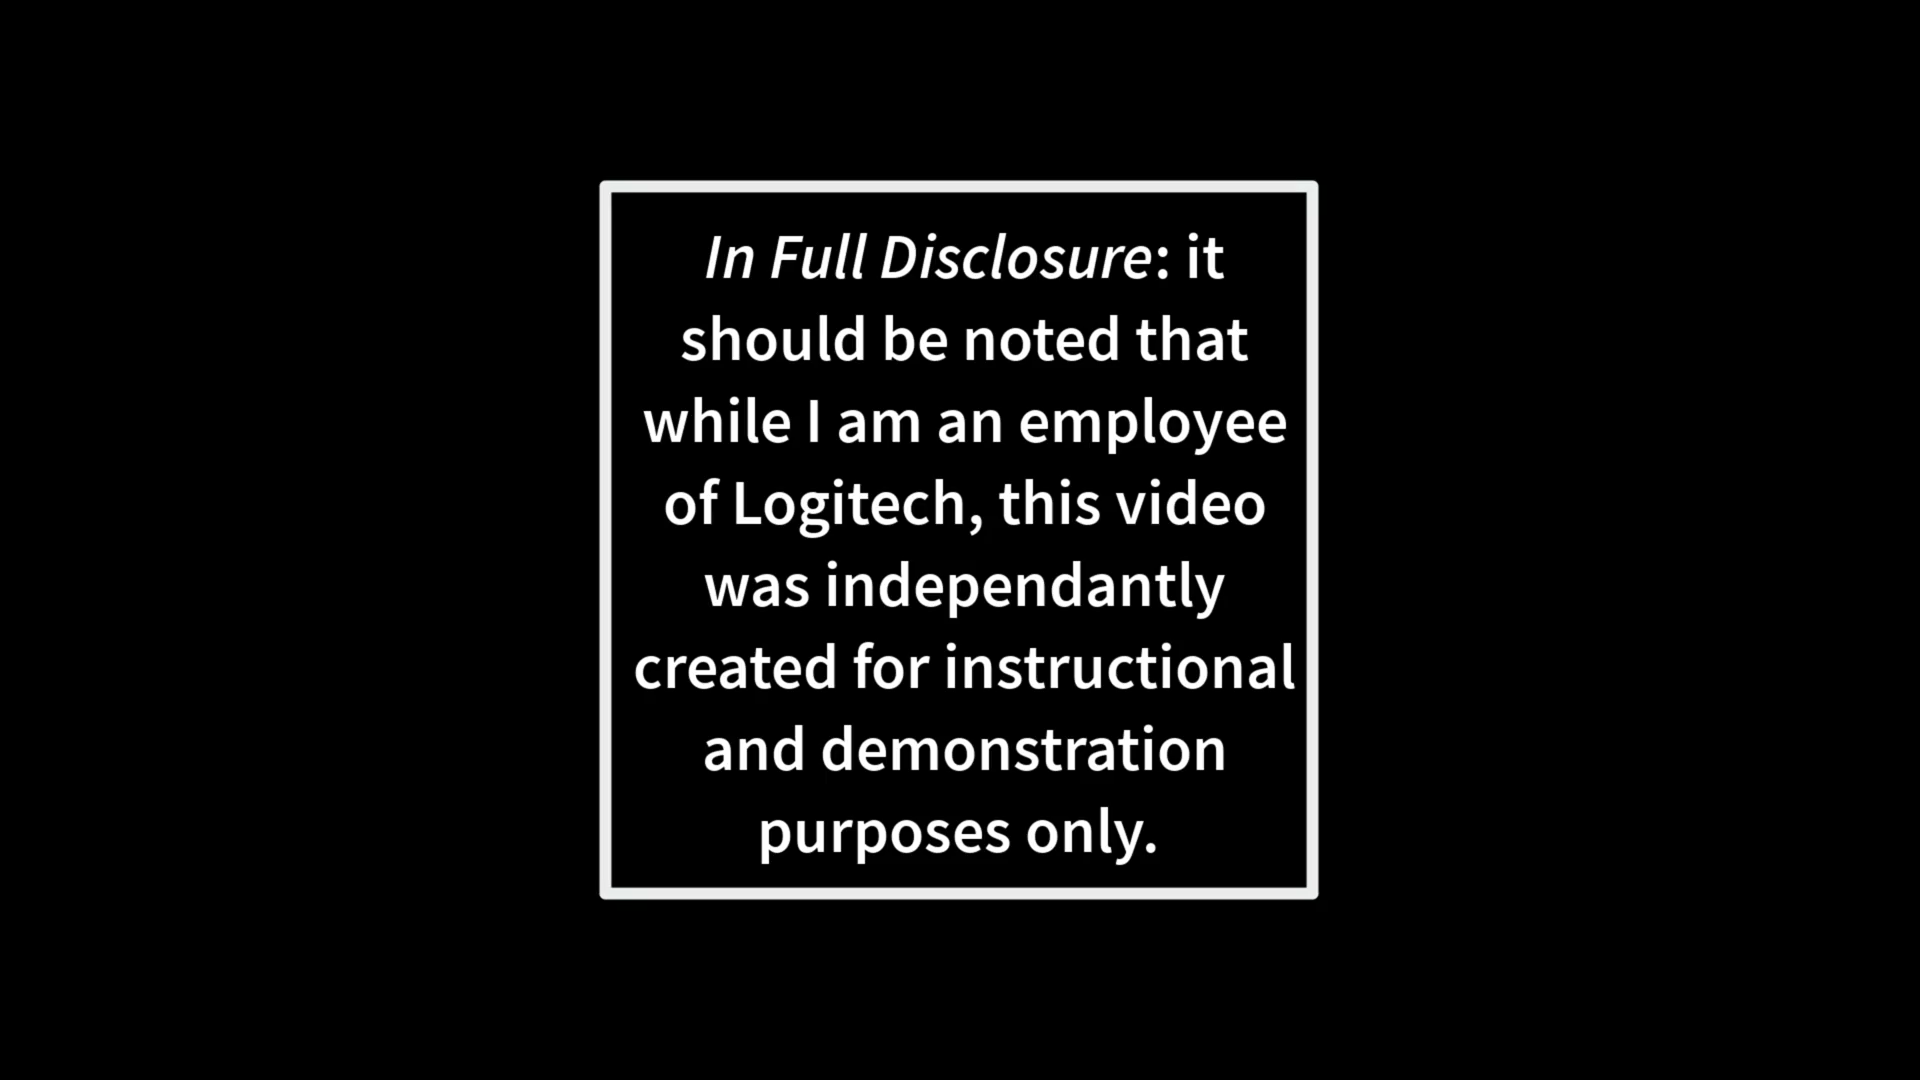 In Full Disclosure: it
should be noted that
while I am an employee
of Logitech, this video
was independantly
created for instructional
and demonstration
purposes only.